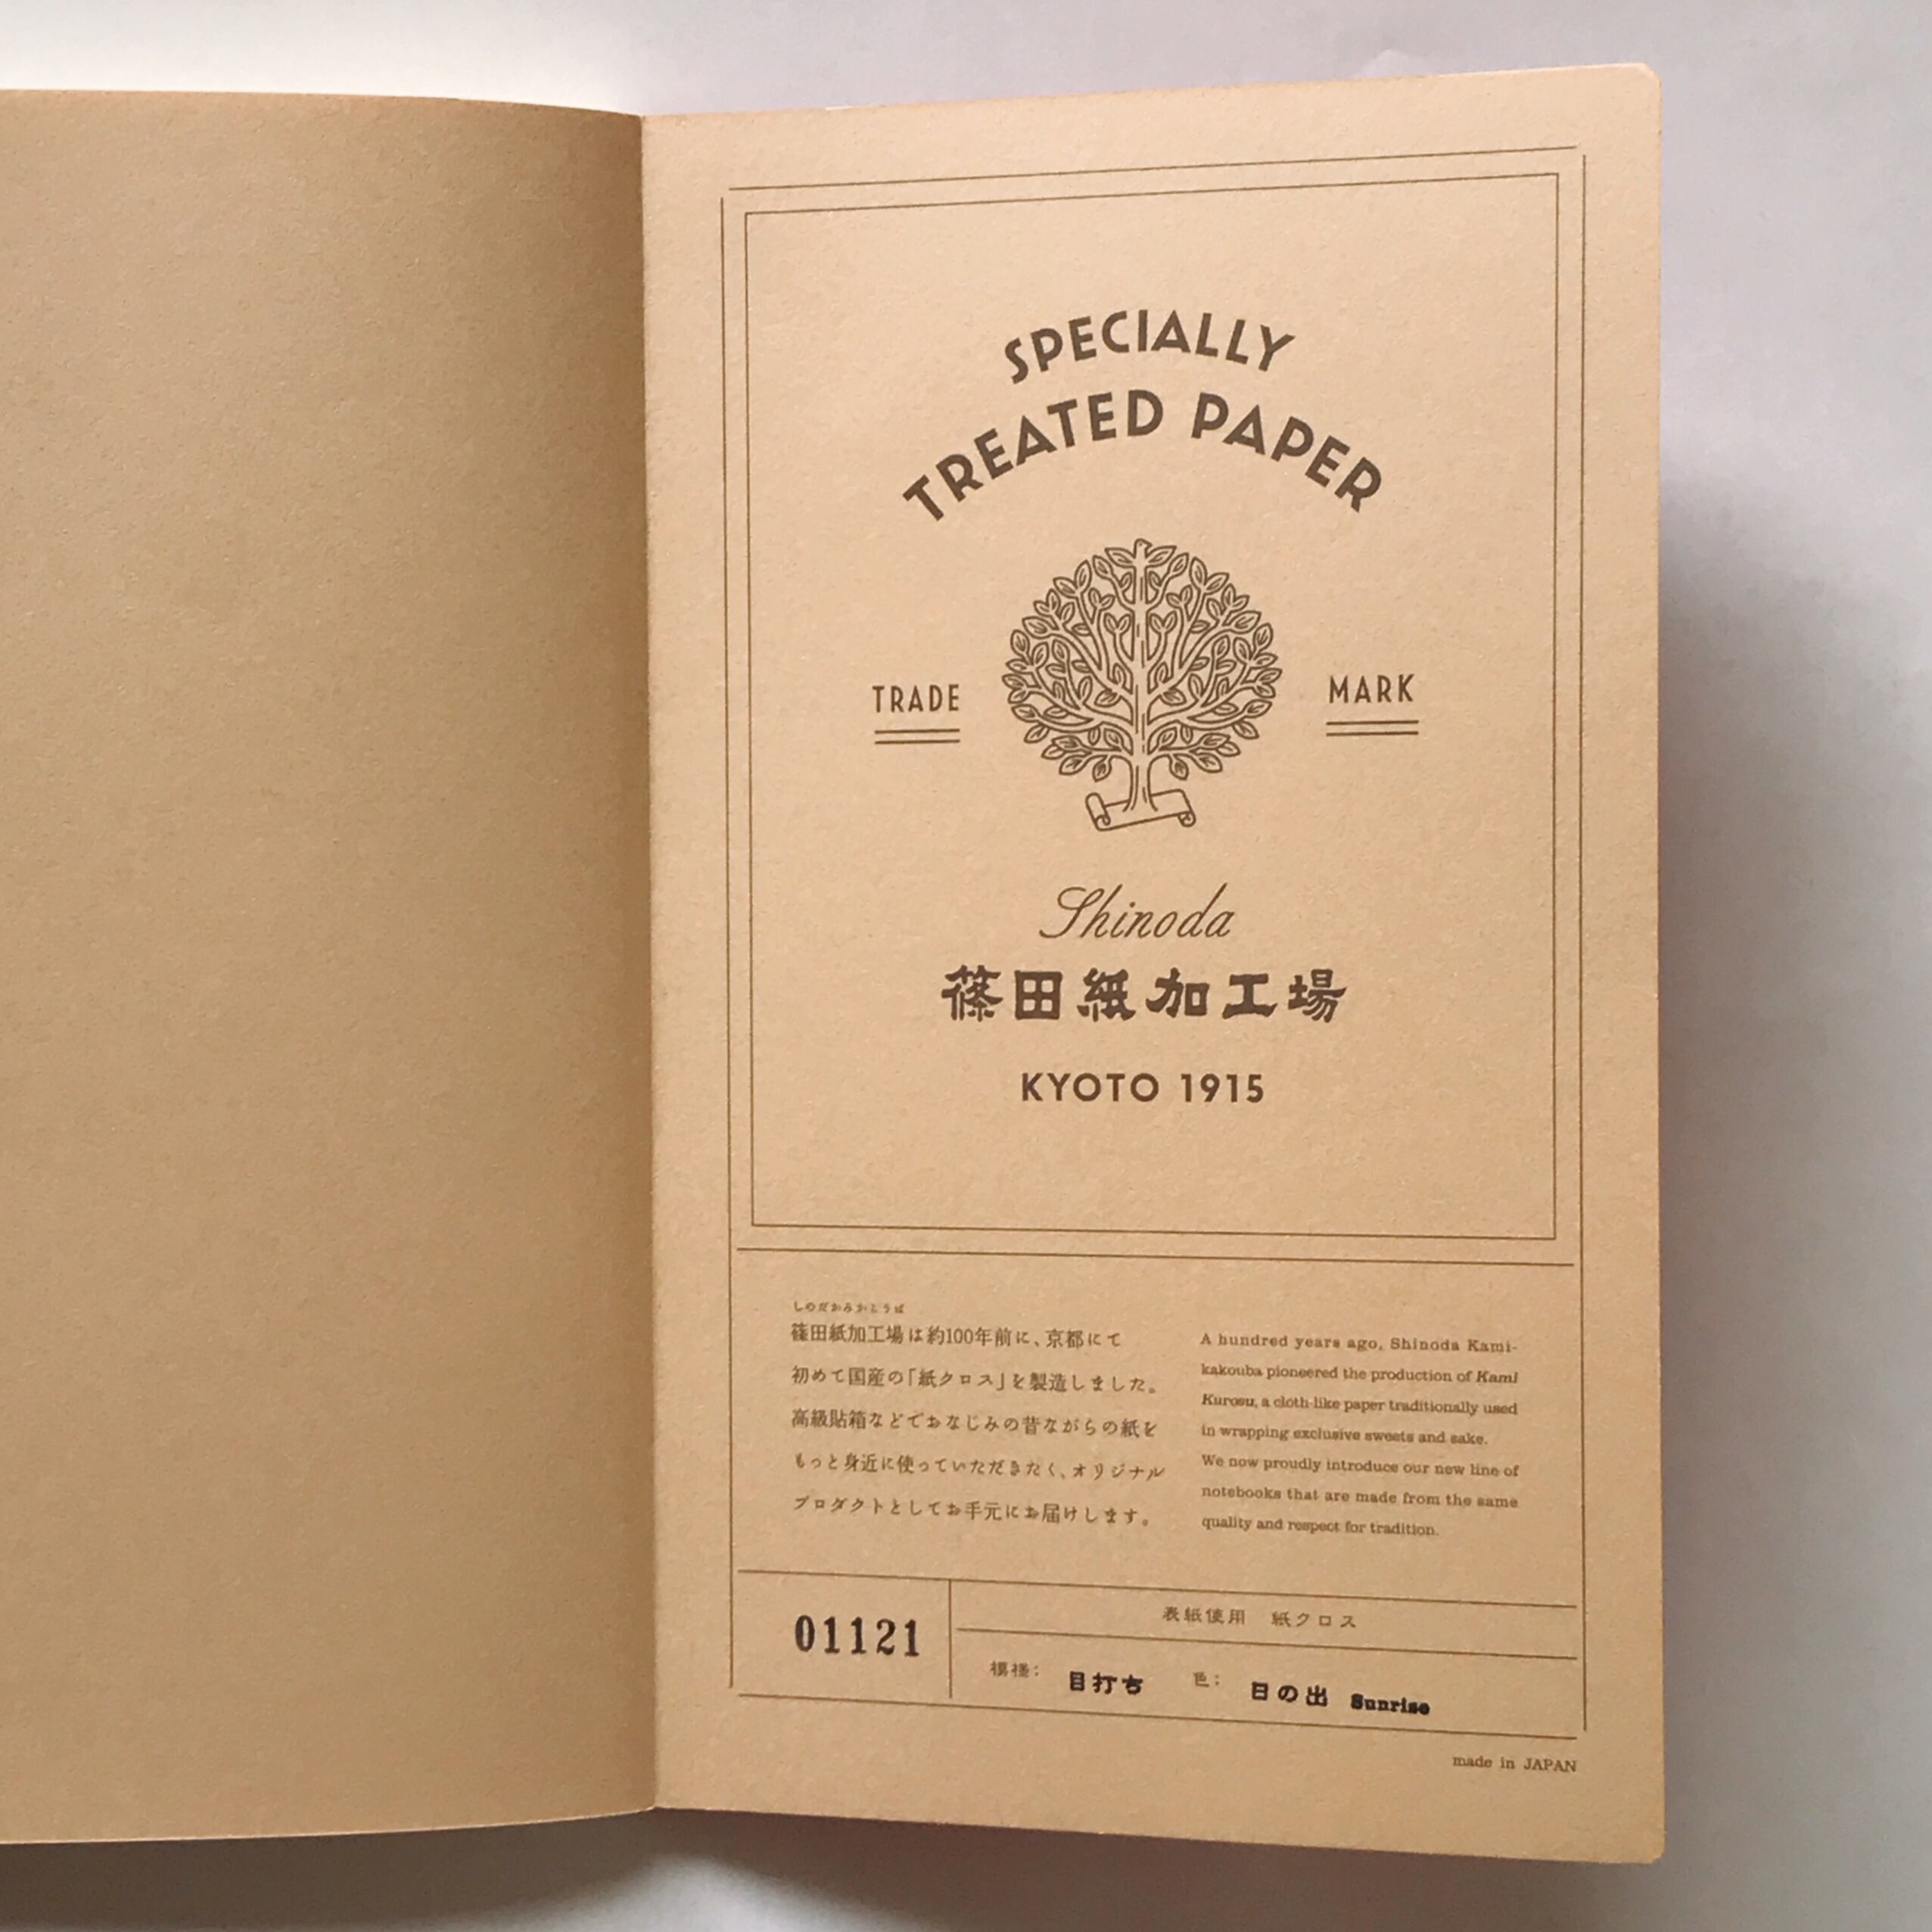 SPECIALLY
TREATED PAPER
TRADE MARK
Shinoda
篠田紙加工場
KYOTO 1915
しのだかみかこうば
篠田紙加工場は約100年前に、京都にて
初めて国産の「紙クロス」を製造しました。
高級貼箱などでおなじみの昔ながらの紙を
もっと身近に使っていただきたく、オリジナル
プロダクトとしてお手元にお届けします。
A hundred years ago, Shinoda Kami-
kakouba pioneered the production of Kami
Kurosu, a cloth-like paper traditionally used
in wrapping exclusive sweets and sake.
We now proudly introduce our new line of
notebooks that are made from the same
quality and respect for tradition.
01121
表紙使用　紙クロス
模様： 目打ち 色： 日の出 Sunrise
made in JAPAN